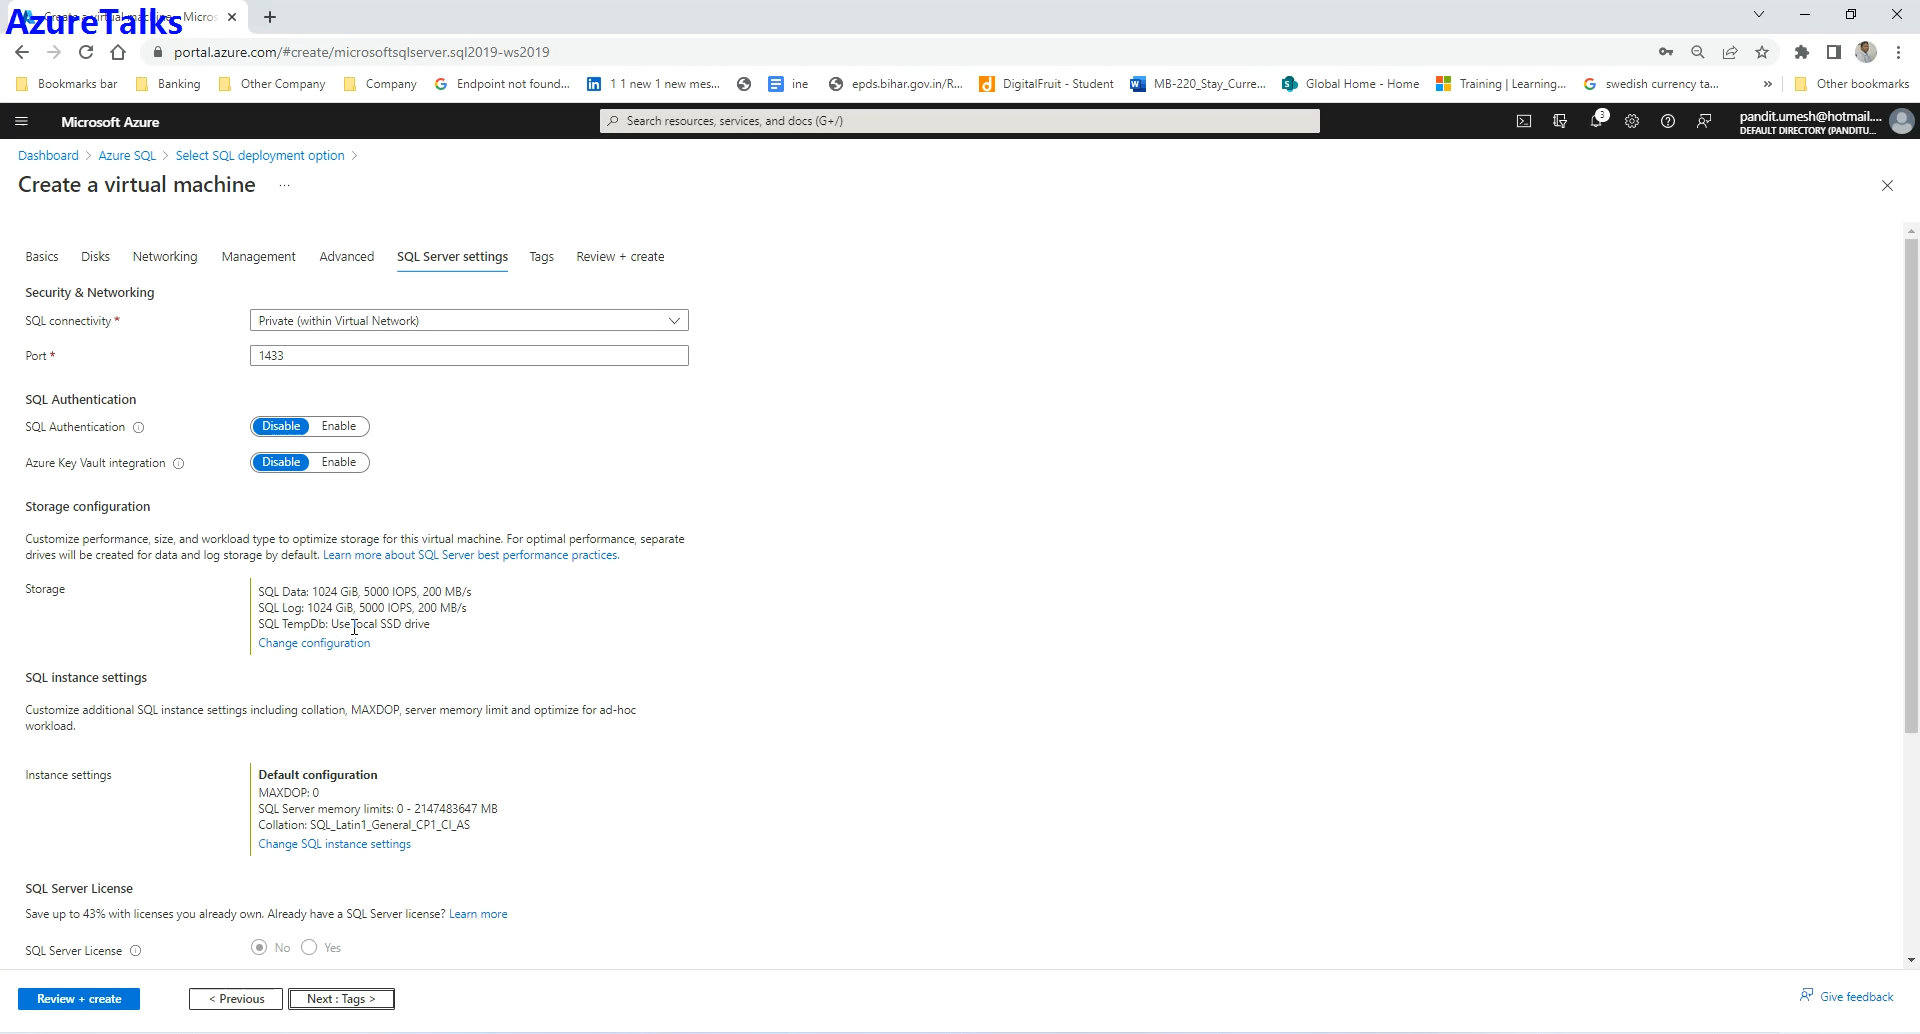 AzureTalks
Create a virtual machine - Micros
portal.azure.com/#create/microsoftsqlserver.sql2019-ws2019
Bookmarks bar Banking Other Company Company Endpoint not found... 1 1 new 1 new mes... ine epds.bihar.gov.in/R... DigitalFruit - Student MB-220_Stay_Curre... Global Home - Home Training | Learning... swedish currency ta... » Other bookmarks
Microsoft Azure
Search resources, services, and docs (G+/)
3
pandit.umesh@hotmail....
DEFAULT DIRECTORY (PANDITU...
Dashboard > Azure SQL > Select SQL deployment option >
Create a virtual machine ...
Basics Disks Networking Management Advanced SQL Server settings Tags Review + create
Security & Networking
SQL connectivity * Private (within Virtual Network)
Port * 1433
SQL Authentication
SQL Authentication Disable Enable
Azure Key Vault integration Disable Enable
Storage configuration
Customize performance, size, and workload type to optimize storage for this virtual machine. For optimal performance, separate
drives will be created for data and log storage by default. Learn more about SQL Server best performance practices.
Storage
SQL Data: 1024 GiB, 5000 IOPS, 200 MB/s
SQL Log: 1024 GiB, 5000 IOPS, 200 MB/s
SQL TempDb: Use local SSD drive
Change configuration
SQL instance settings
Customize additional SQL instance settings including collation, MAXDOP, server memory limit and optimize for ad-hoc
workload.
Instance settings Default configuration
MAXDOP: 0
SQL Server memory limits: 0 - 2147483647 MB
Collation: SQL_Latin1_General_CP1_CI_AS
Change SQL instance settings
SQL Server License
Save up to 43% with licenses you already own. Already have a SQL Server license? Learn more
SQL Server License No Yes
Review + create < Previous Next : Tags > Give feedback